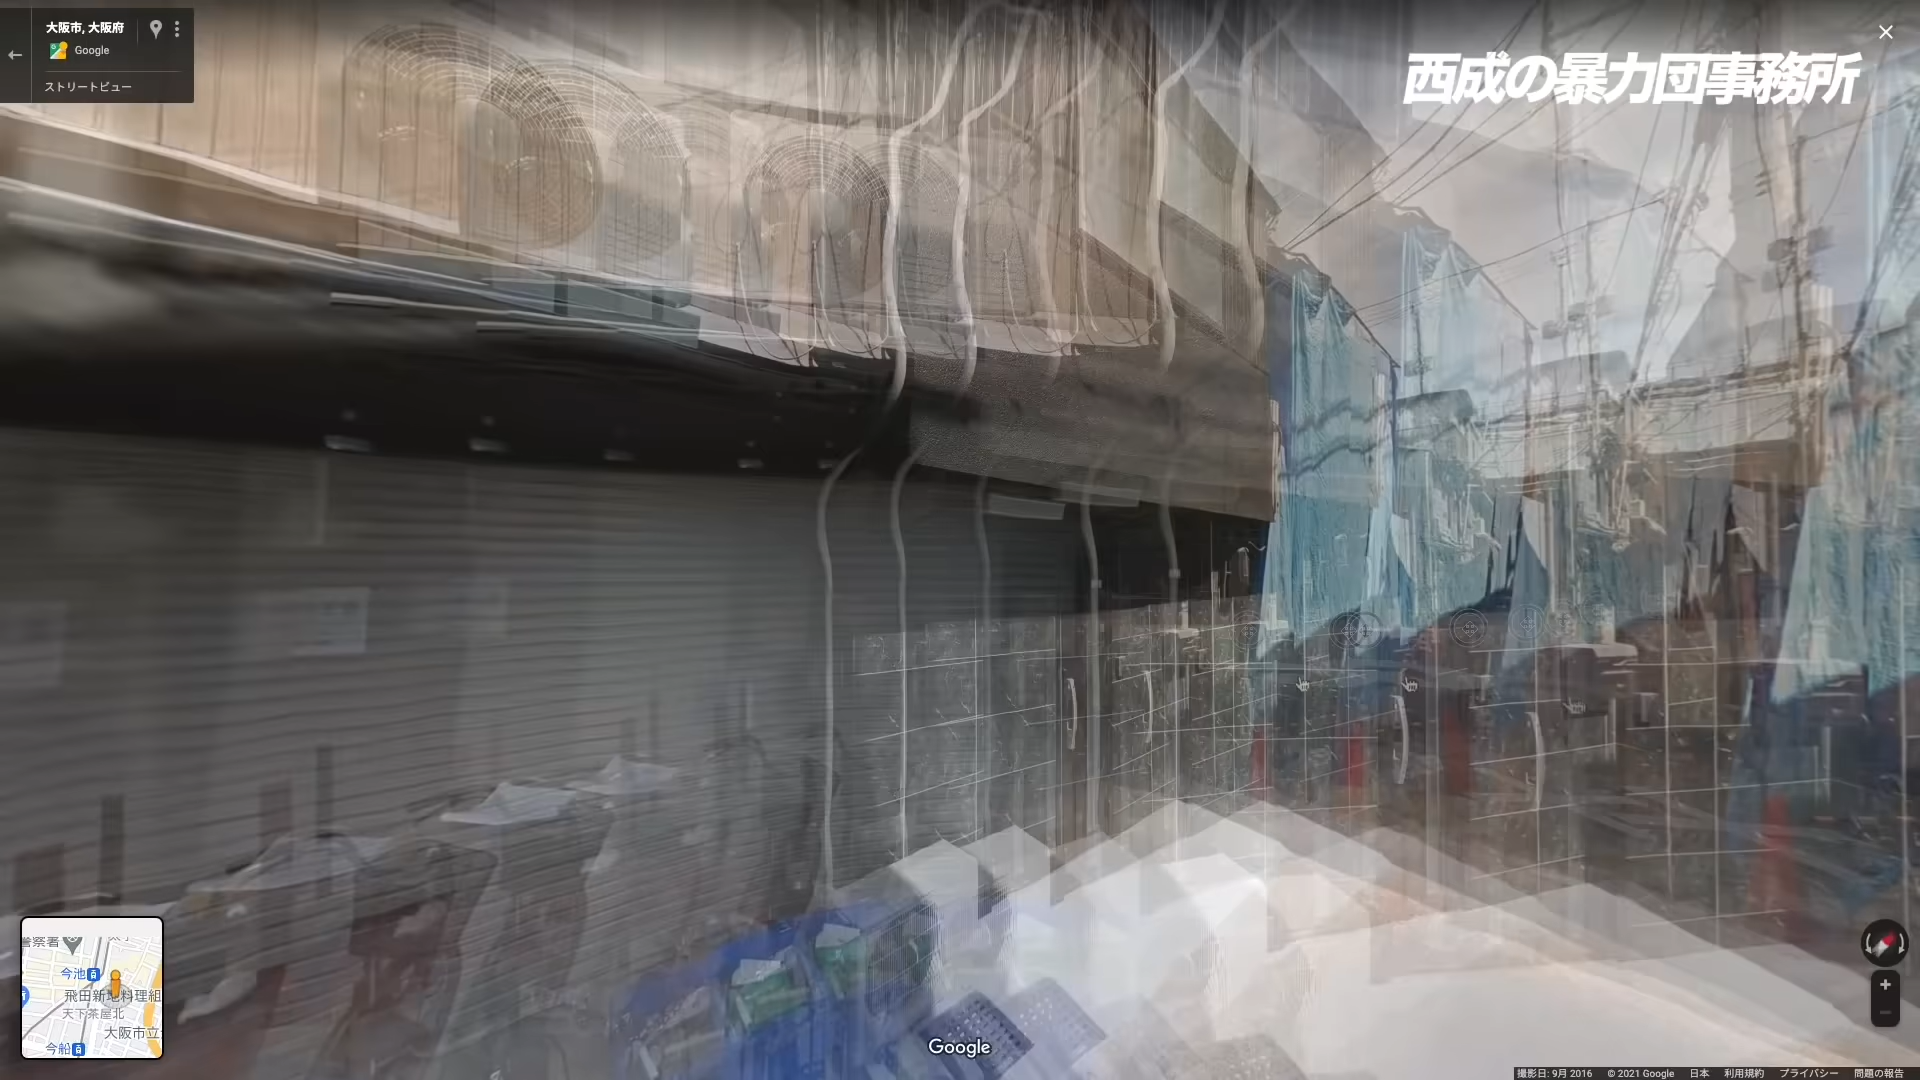 大阪市, 大阪府
Google
ストリートビュー
西成の暴力団事務所
警察署
今池
飛田新地料理組
天下茶屋北
大阪市立
今船
Google
撮影日: 9月 2016 © 2021 Google 日本 利用規約 プライバシー 問題の報告